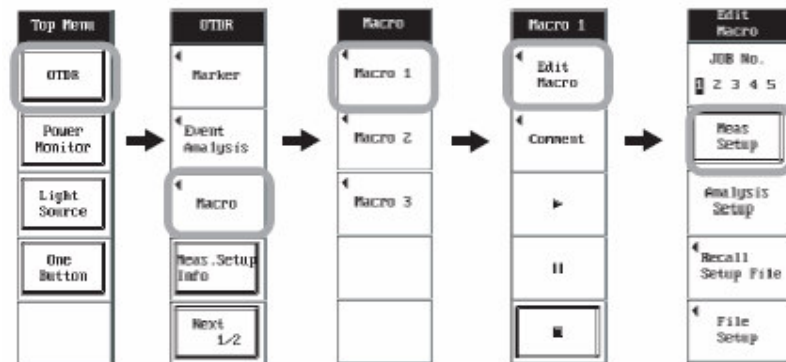 Top Menu
OTDR
Power
Monitor
Light
Source
One
Button
OTDR
Marker
Event
Analysis
Macro
Meas.Setup
Info
Next
1/2
Macro
Macro 1
Macro 2
Macro 3
Macro 1
Edit
Macro
Comment
Edit
Macro
JOB No.
1 2 3 4 5
Meas
Setup
Analysis
Setup
Recall
Setup File
File
Setup